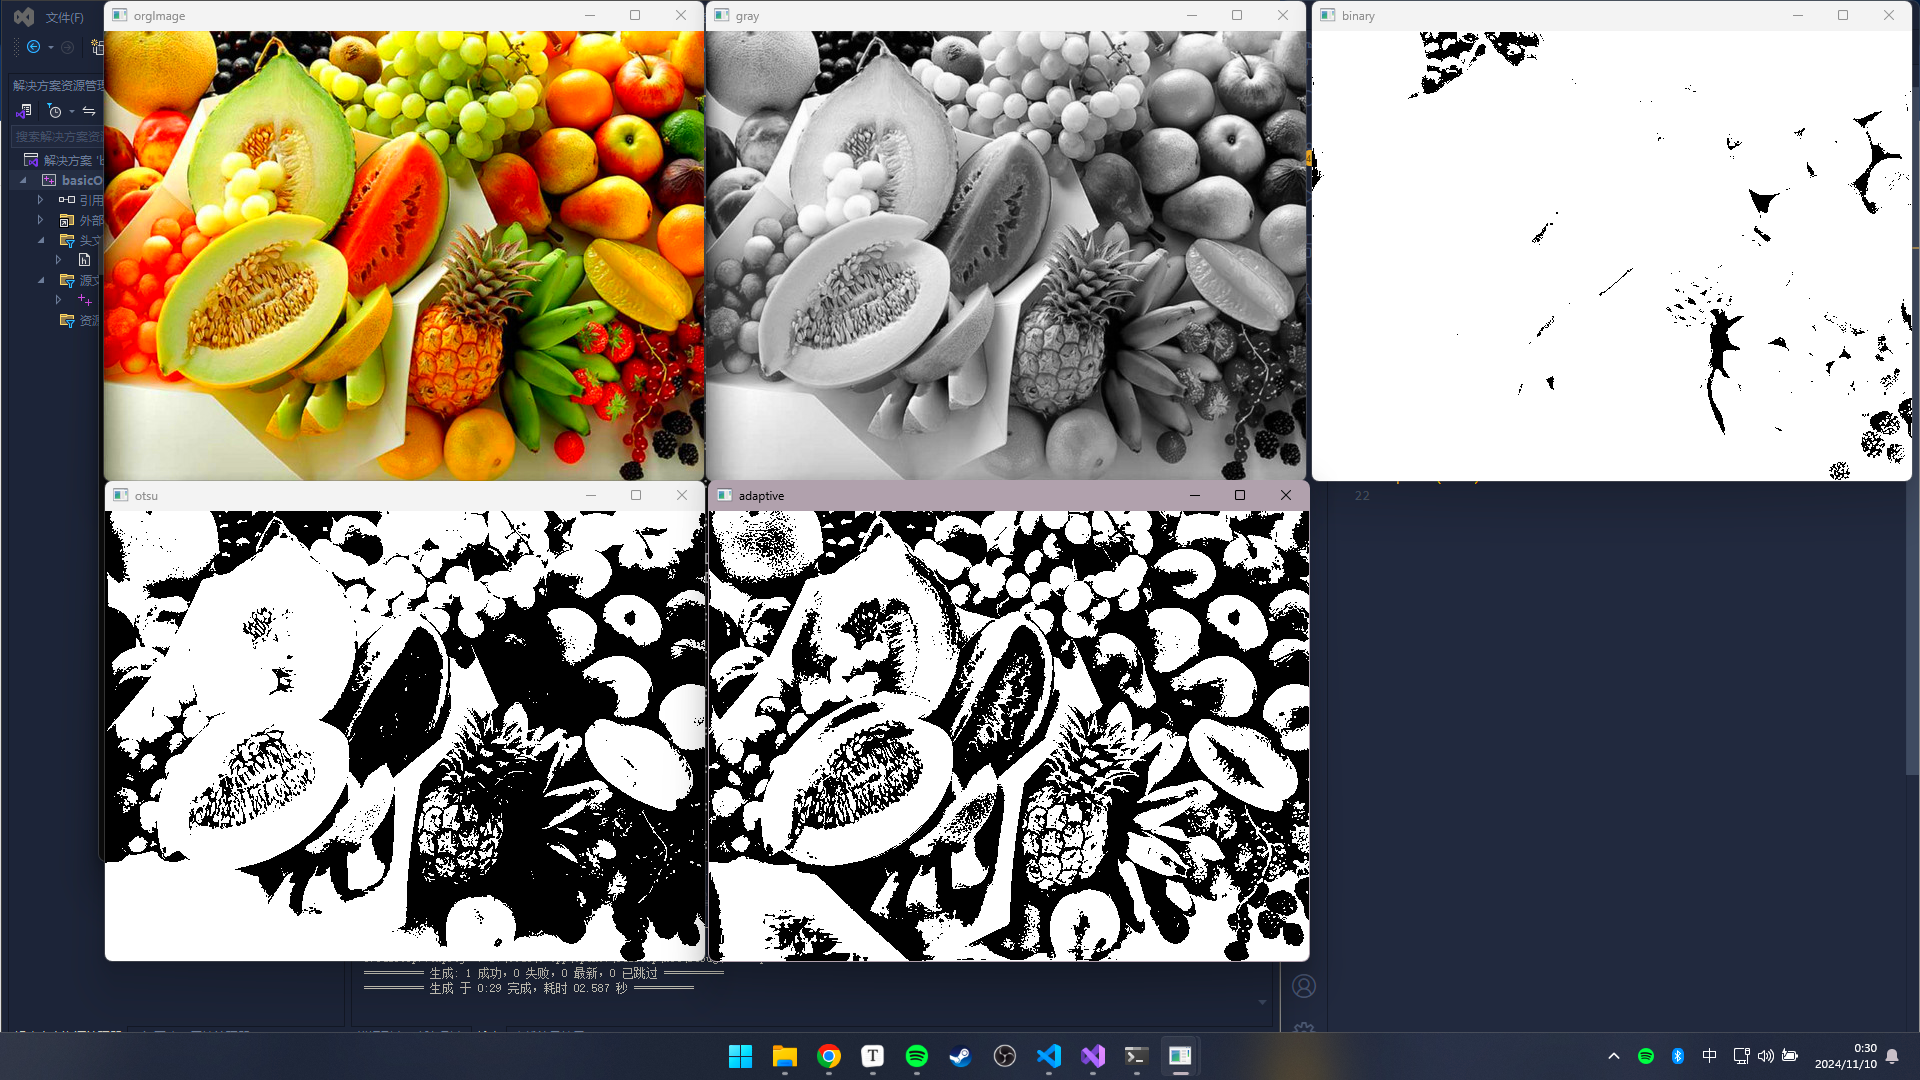 文件(F)
orgImage
gray
binary
解决方案资源管理
搜索解决方案资
解决方案 'b
basicO
引用
外部
头文
源文
资源
otsu
adaptive
22
生成: 1 成功，0 失败，0 最新，0 已跳过
生成 于 0:29 完成，耗时 02.587 秒
中
0:30
2024/11/10